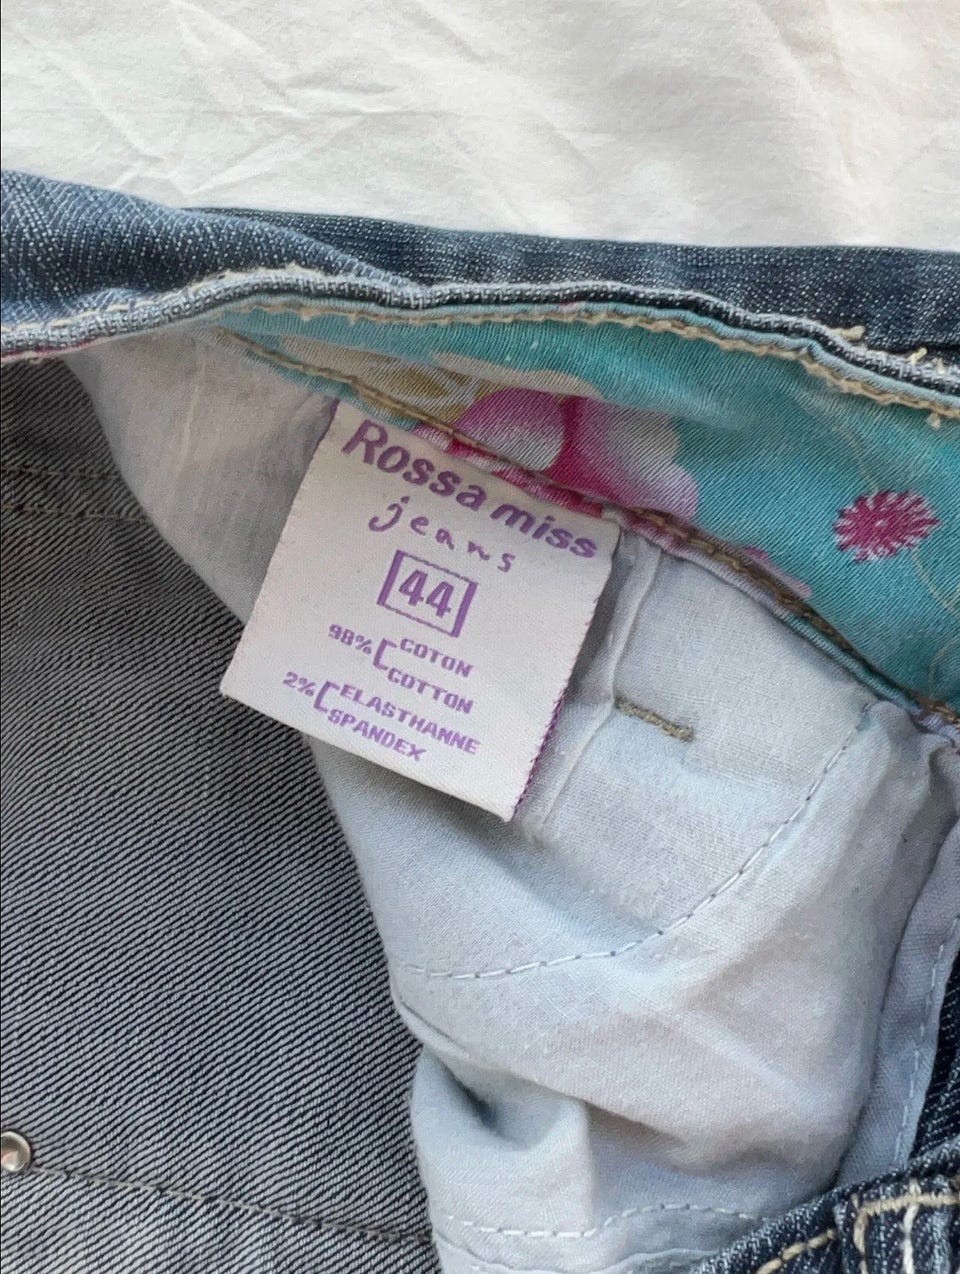 Rossa miss
jeans
44
98% COTON
COTTON
2% ELASTHANNE
SPANDEX